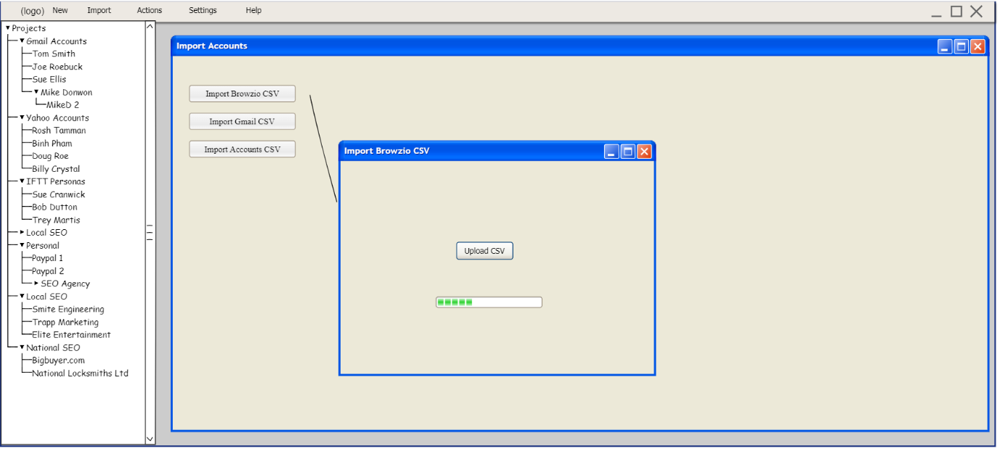 (logo) New Import Actions Settings Help
Projects
Gmail Accounts
Tom Smith
Joe Roebuck
Sue Ellis
Mike Donwon
MikeD 2
Yahoo Accounts
Rosh Tamman
Binh Pham
Doug Roe
Billy Crystal
IFTT Personas
Sue Cranwick
Bob Dutton
Trey Martis
Local SEO
Personal
Paypal 1
Paypal 2
SEO Agency
Local SEO
Smite Engineering
Trapp Marketing
Elite Entertainment
National SEO
Bigbuyer.com
National Locksmiths Ltd
Import Accounts
Import Browzio CSV
Import Gmail CSV
Import Accounts CSV
Import Browzio CSV
Upload CSV